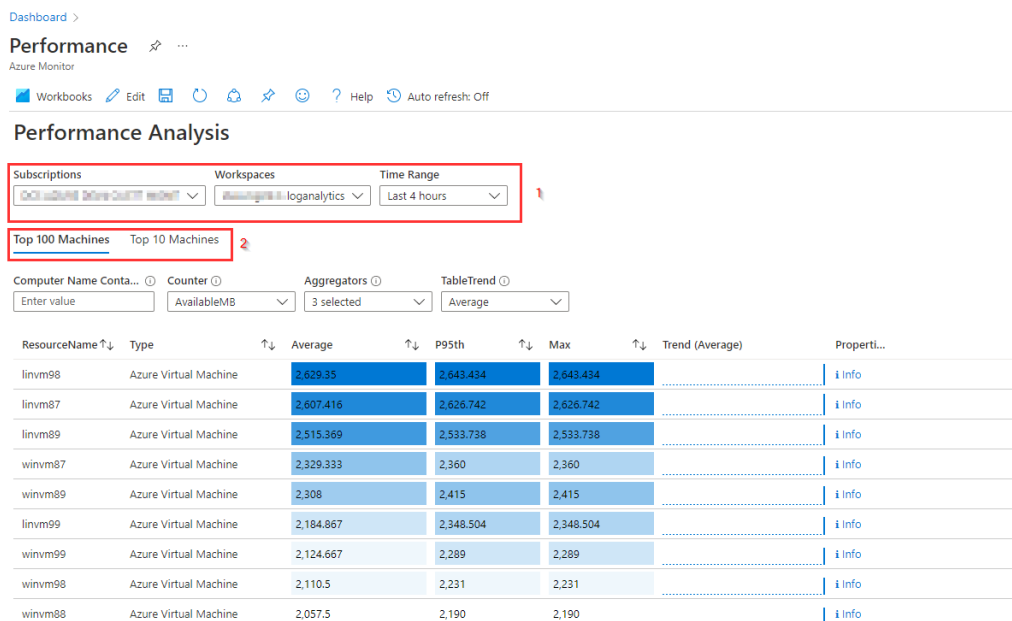 Dashboard >
Performance ...
Azure Monitor
Workbooks Edit Help Auto refresh: Off
Performance Analysis
Subscriptions Workspaces Time Range
loganalytics Last 4 hours
1
Top 100 Machines Top 10 Machines
2
Computer Name Conta... Counter Aggregators TableTrend
Enter value AvailableMB 3 selected Average
ResourceName Type Average P95th Max Trend (Average) Properti...
linvm98 Azure Virtual Machine 2,629.35 2,643.434 2,643.434 Info
linvm87 Azure Virtual Machine 2,607.416 2,626.742 2,626.742 Info
linvm89 Azure Virtual Machine 2,515.369 2,533.738 2,533.738 Info
winvm87 Azure Virtual Machine 2,329.333 2,360 2,360 Info
winvm89 Azure Virtual Machine 2,308 2,415 2,415 Info
linvm99 Azure Virtual Machine 2,184.867 2,348.504 2,348.504 Info
winvm99 Azure Virtual Machine 2,124.667 2,289 2,289 Info
winvm98 Azure Virtual Machine 2,110.5 2,231 2,231 Info
winvm88 Azure Virtual Machine 2,057.5 2,190 2,190 Info